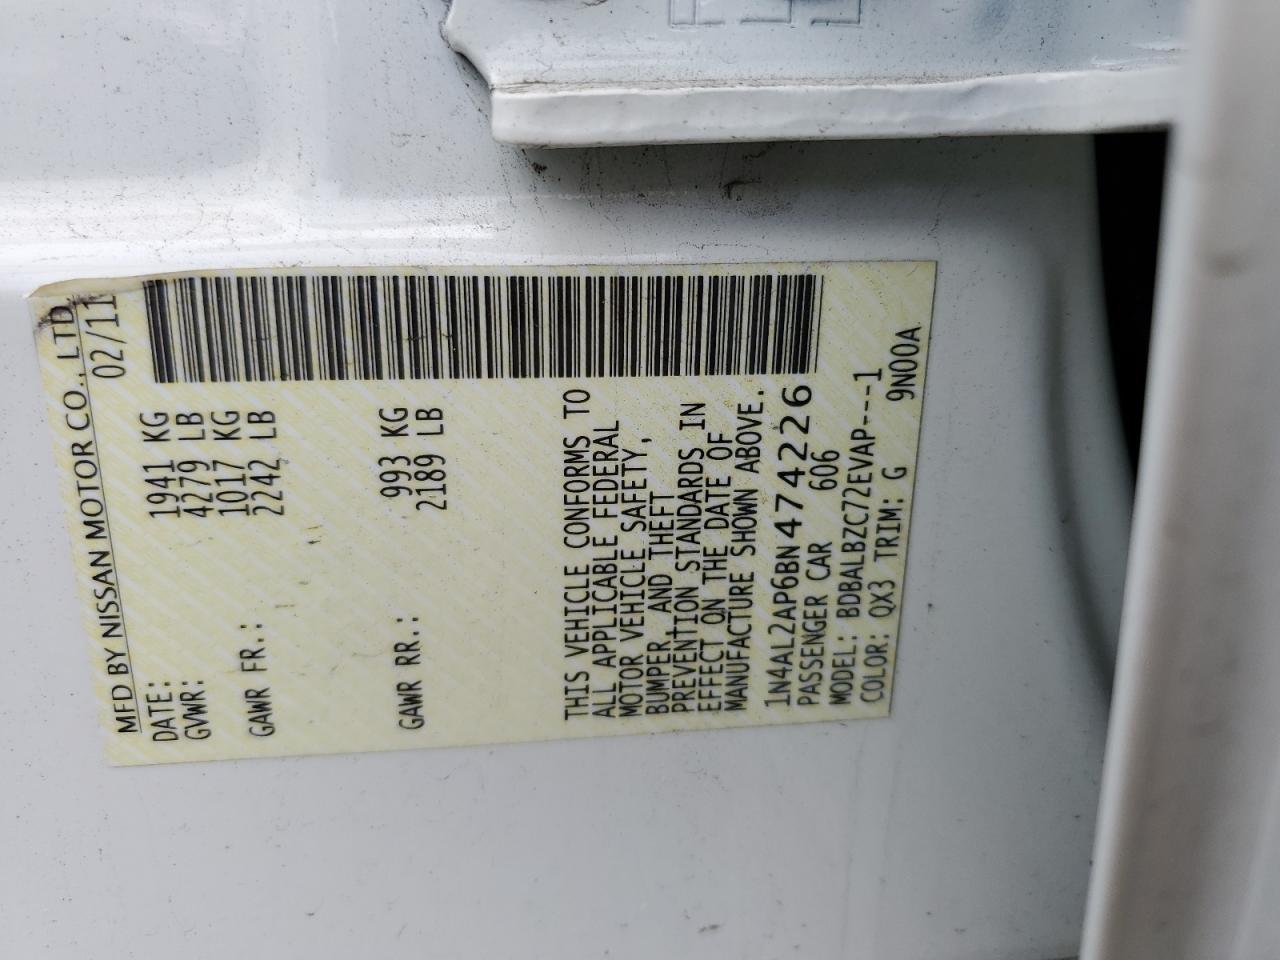 MFD BY NISSAN MOTOR CO., LTD.
DATE: 02/11
GVWR: 1941 KG
4279 LB
GAWR FR.: 1017 KG
2242 LB
GAWR RR.: 993 KG
2189 LB
THIS VEHICLE CONFORMS TO
ALL APPLICABLE FEDERAL
MOTOR VEHICLE SAFETY,
BUMPER, AND THEFT
PREVENTION STANDARDS IN
EFFECT ON THE DATE OF
MANUFACTURE SHOWN ABOVE.
1N4AL2AP6BN474226
PASSENGER CAR 606
MODEL: BDBALBZC72EVAP---1
COLOR: QX3 TRIM: G 9N00A